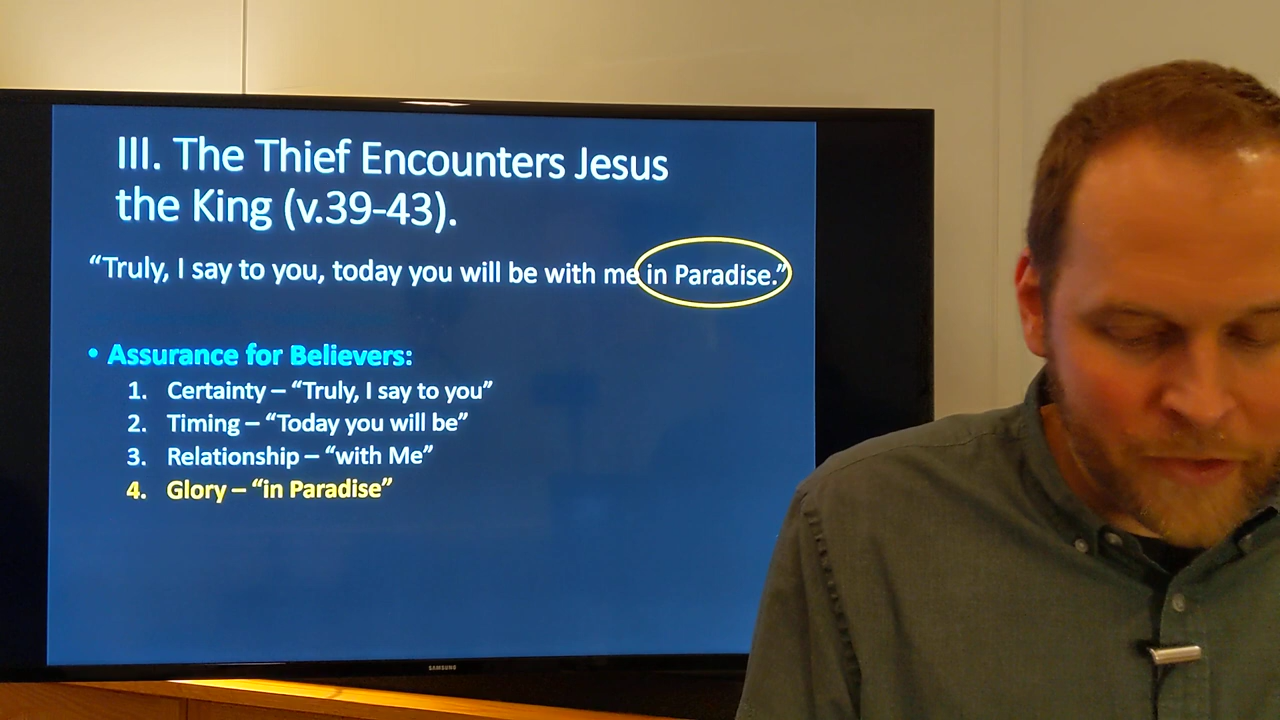 III. The Thief Encounters Jesus
the King (v.39-43).
“Truly, I say to you, today you will be with me in Paradise.”
• Assurance for Believers:
1. Certainty – “Truly, I say to you”
2. Timing – “Today you will be”
3. Relationship – “with Me”
4. Glory – “in Paradise”
SAMSUNG